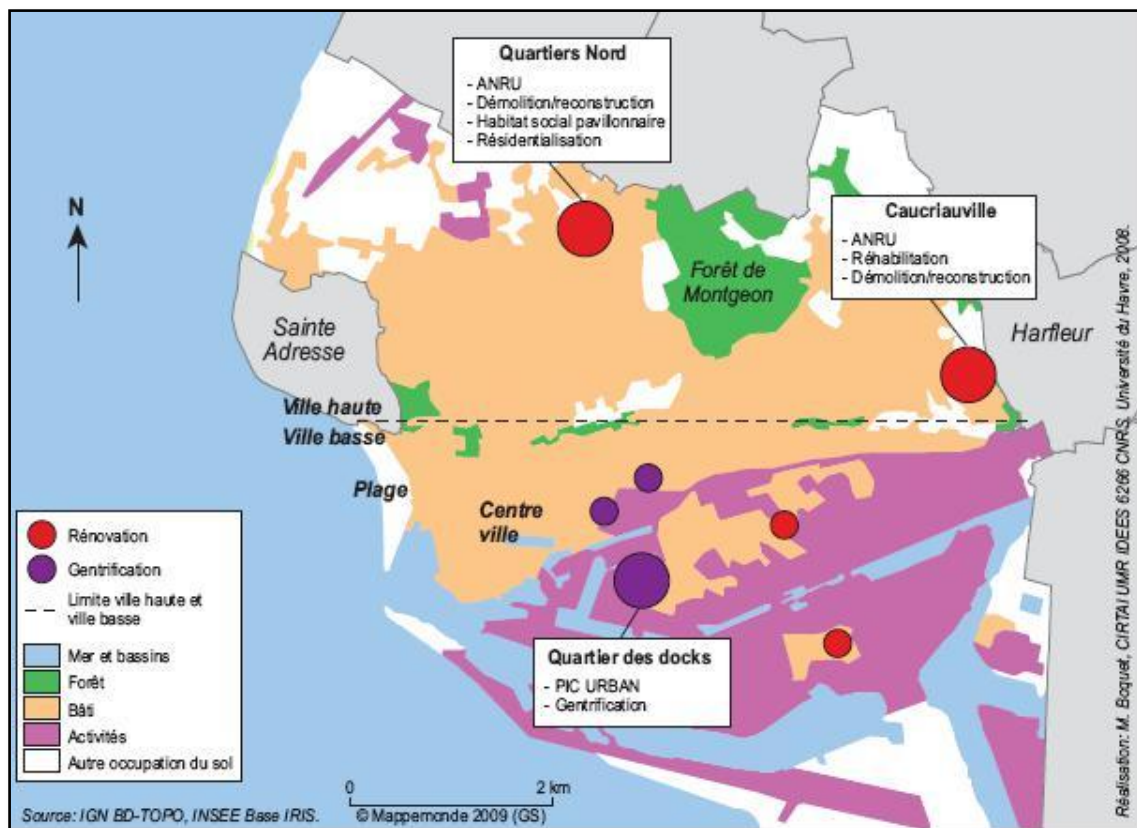 Quartiers Nord
- ANRU
- Démolition/reconstruction
- Habitat social pavillonnaire
- Résidentialisation
N
Caucriauville
- ANRU
- Réhabilitation
- Démolition/reconstruction
Forêt de
Montgeon
Sainte
Adresse
Harfleur
Ville haute
Ville basse
Plage
Centre
ville
Rénovation
Gentrification
Limite ville haute et
ville basse
Mer et bassins
Forêt
Bâti
Activités
Autre occupation du sol
Quartier des docks
- PIC URBAN
- Gentrification
0 2 km
Source: IGN BD-TOPO, INSEE Base IRIS.
© Mappemonde 2009 (GS)
Réalisation: M. Bocquet, CIRTAI UMR IDEES 6266 CNRS, Université du Havre, 2008.